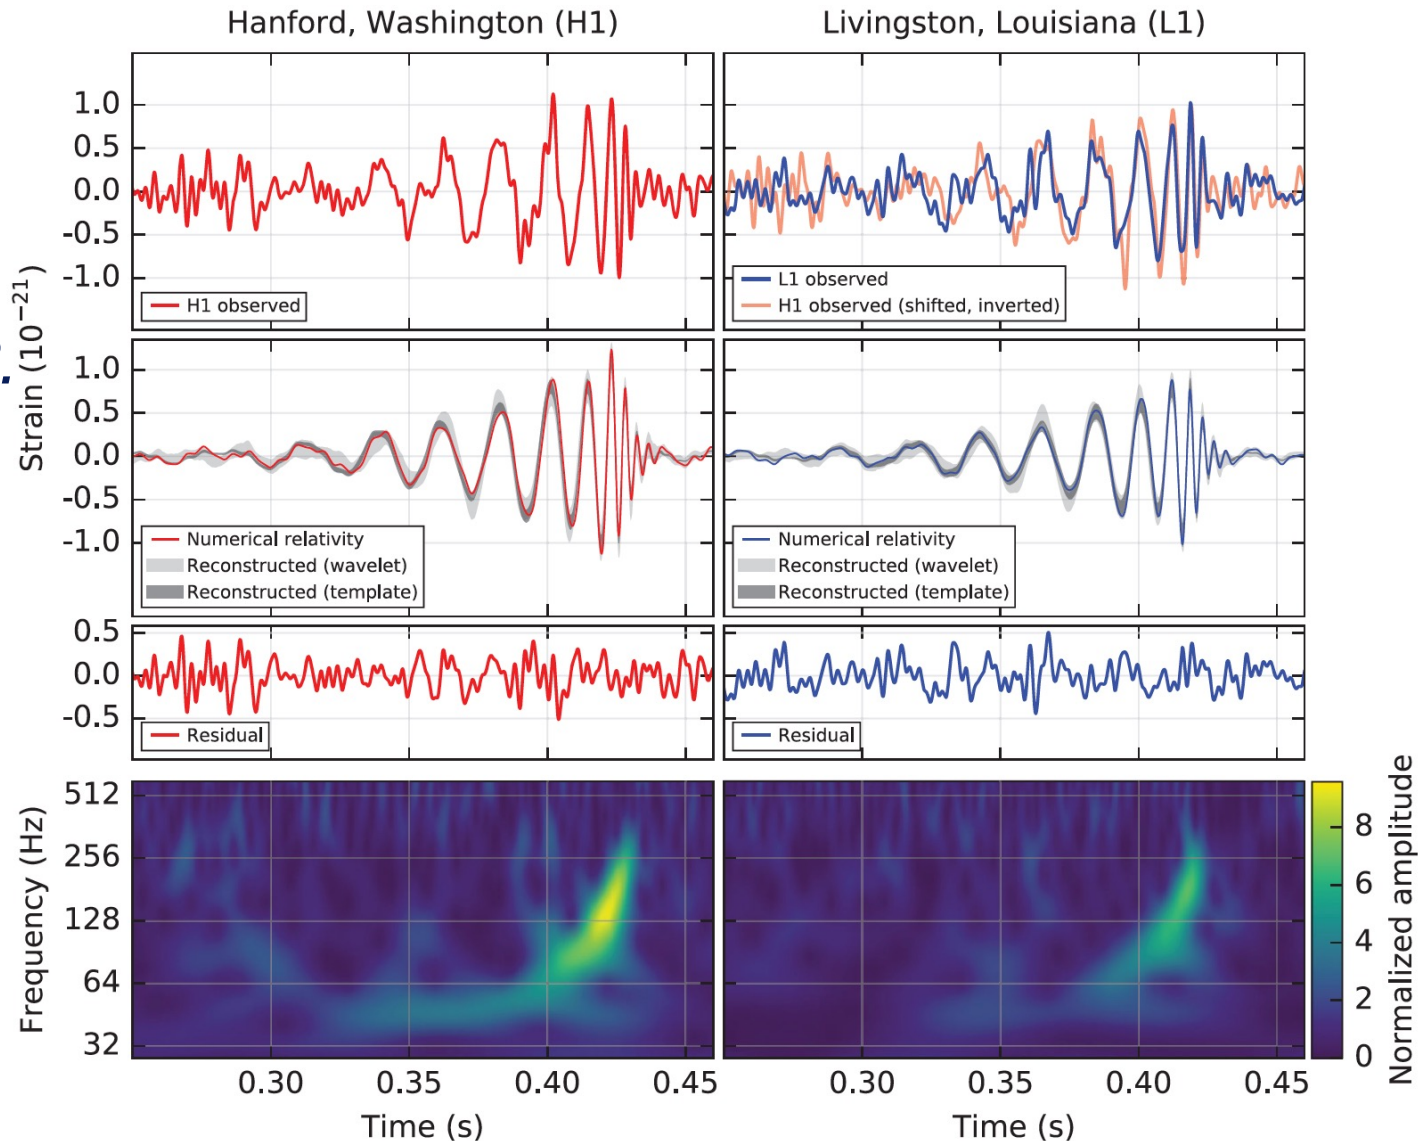 Hanford, Washington (H1)
Livingston, Louisiana (L1)
Strain (10⁻²¹)
1.0
0.5
0.0
-0.5
-1.0
H1 observed
L1 observed
H1 observed (shifted, inverted)
1.0
0.5
0.0
-0.5
-1.0
Numerical relativity
Reconstructed (wavelet)
Reconstructed (template)
Numerical relativity
Reconstructed (wavelet)
Reconstructed (template)
0.5
0.0
-0.5
Residual
Residual
Frequency (Hz)
512
256
128
64
32
Normalized amplitude
8
6
4
2
0
0.30 0.35 0.40 0.45
0.30 0.35 0.40 0.45
Time (s)
Time (s)